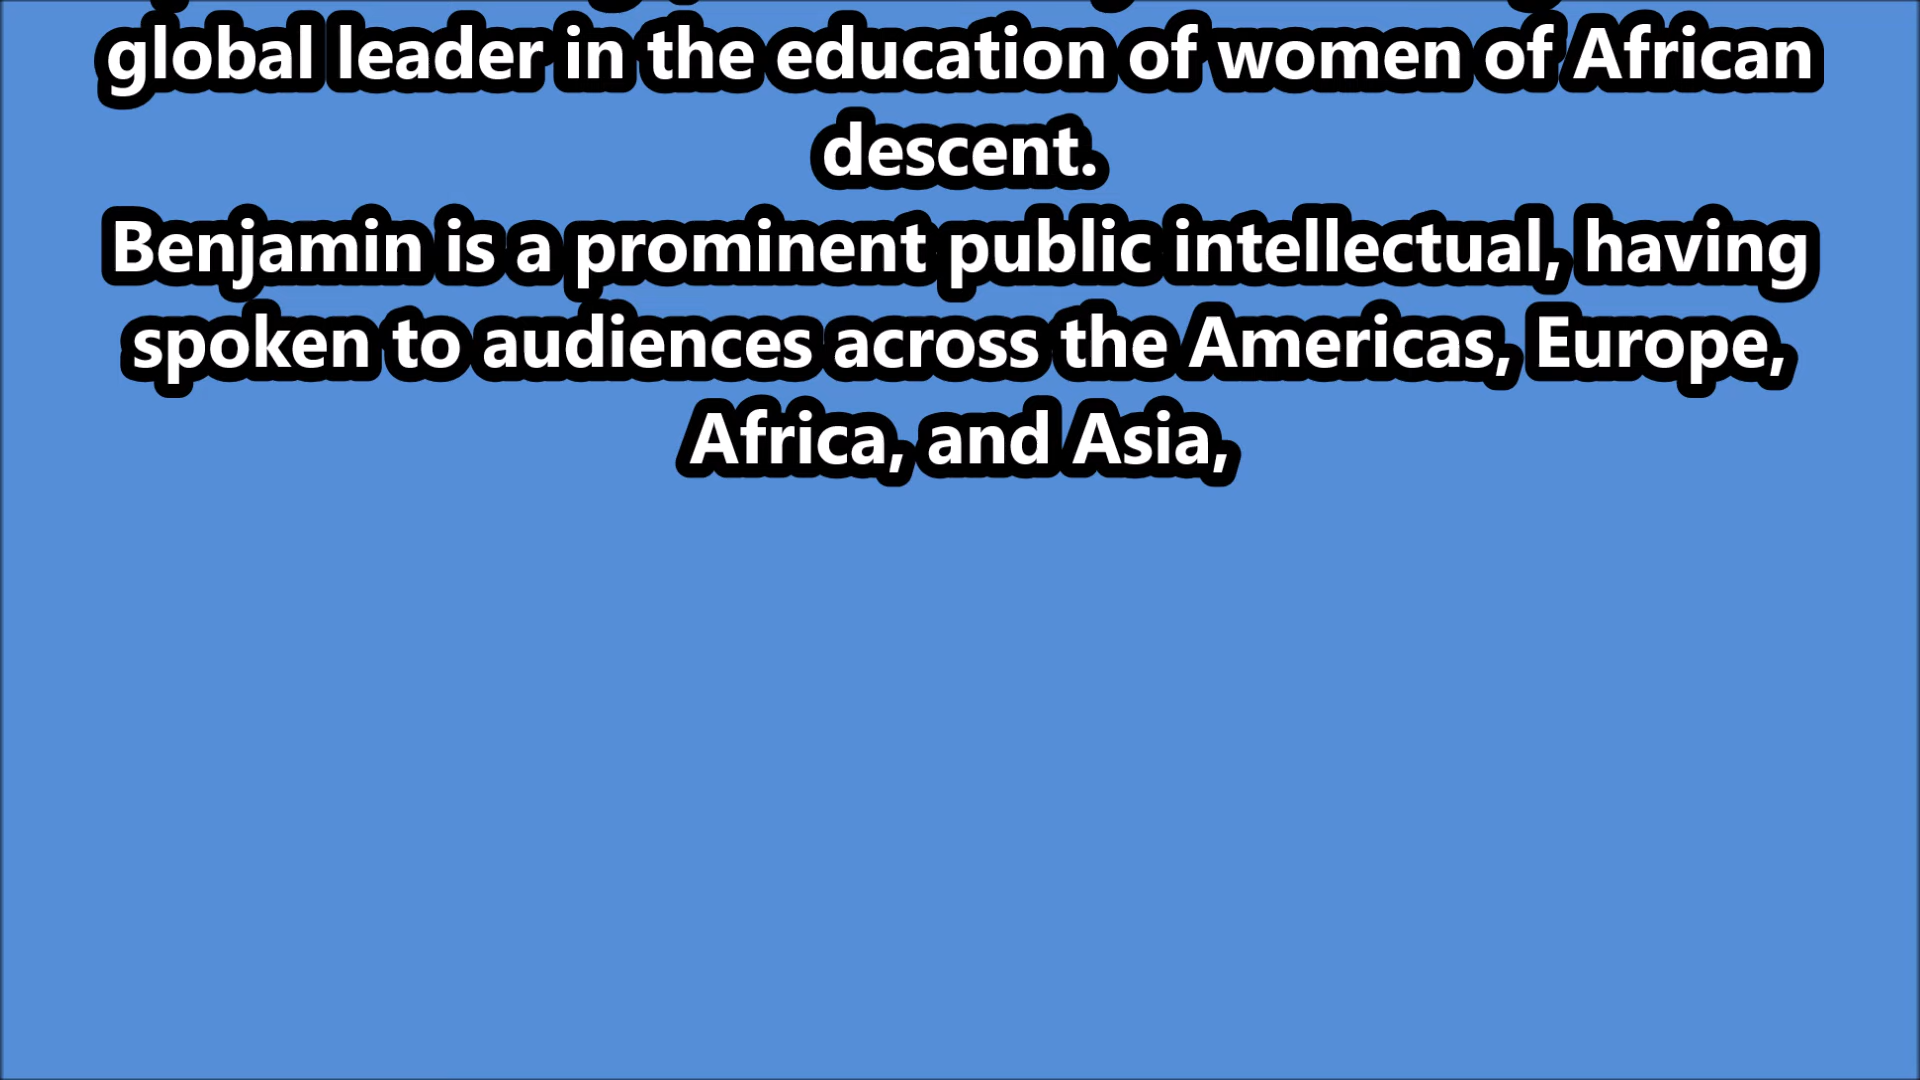 global leader in the education of women of African
descent.
Benjamin is a prominent public intellectual, having
spoken to audiences across the Americas, Europe,
Africa, and Asia,